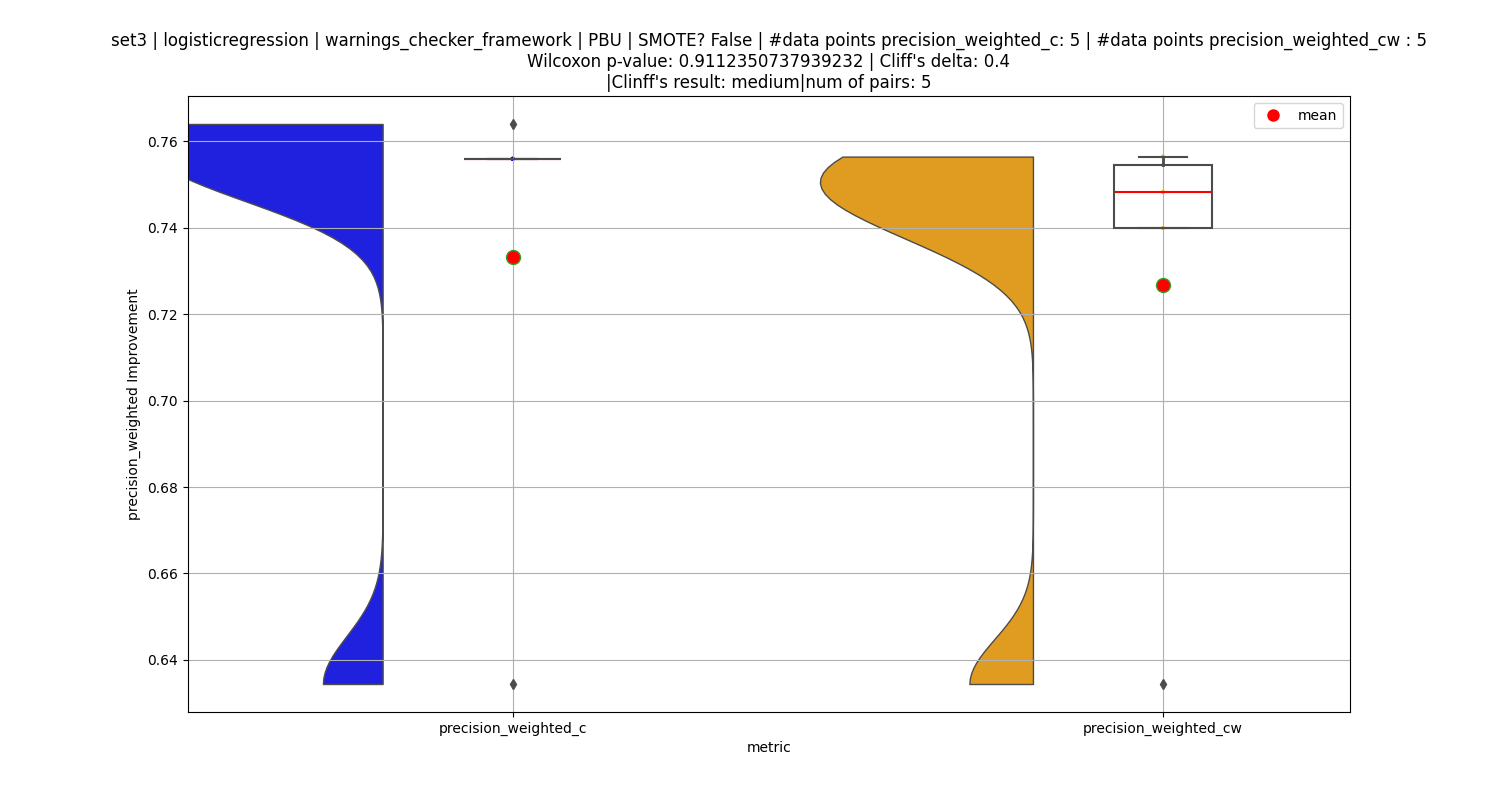 set3 | logisticregression | warnings_checker_framework | PBU | SMOTE? False | #data points precision_weighted_c: 5 | #data points precision_weighted_cw : 5
Wilcoxon p-value: 0.9112350737939232 | Cliff's delta: 0.4
|Clinff's result: medium|num of pairs: 5
mean
0.76
0.74
0.72
0.70
0.68
0.66
0.64
precision_weighted Improvement
precision_weighted_c
precision_weighted_cw
metric